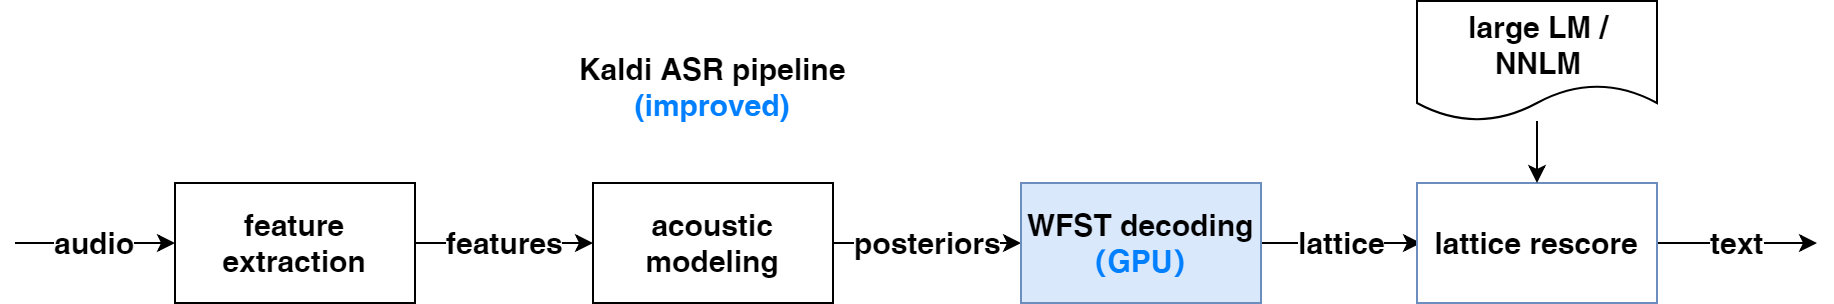 Kaldi ASR pipeline
(improved)
large LM /
NNLM
audio
feature
extraction
features
acoustic
modeling
posteriors
WFST decoding
(GPU)
lattice
lattice rescore
text